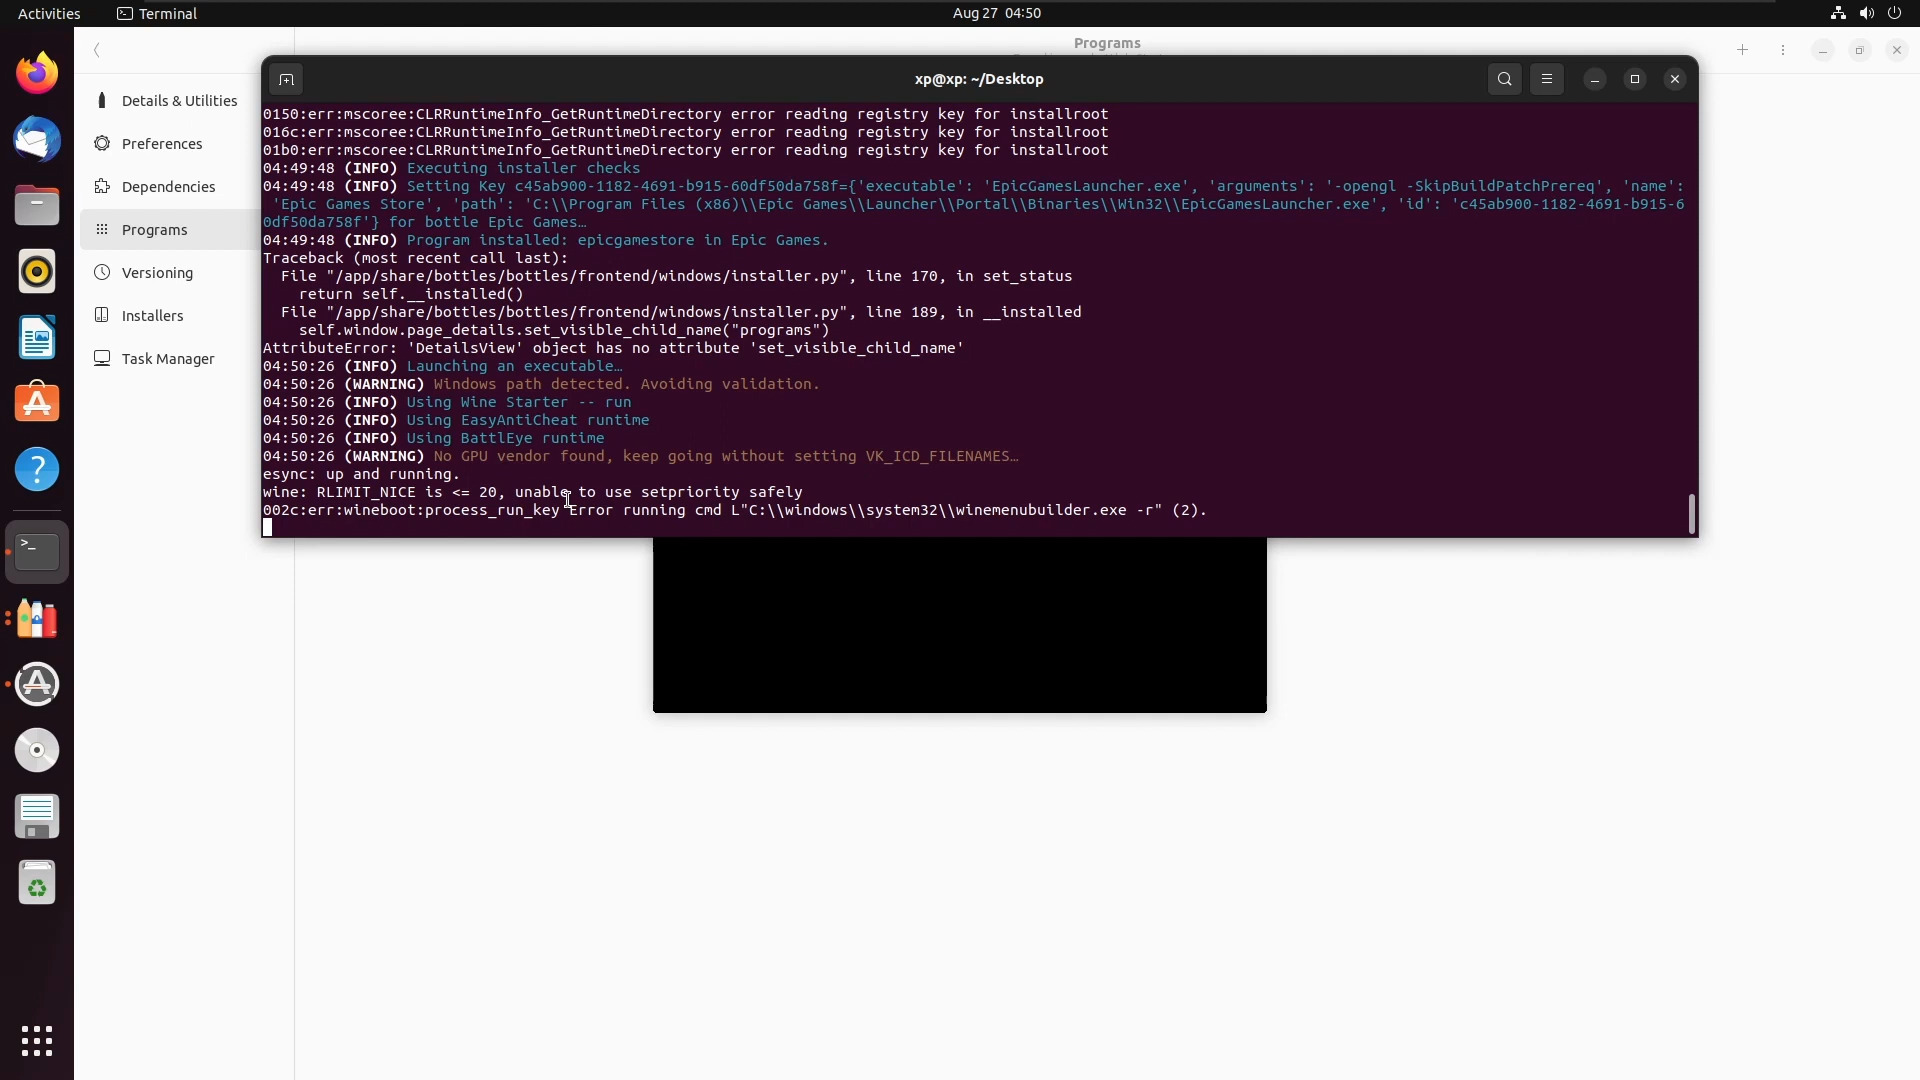 Activities
Terminal
Aug 27 04:50
Programs
Details & Utilities
Preferences
Dependencies
Programs
Versioning
Installers
Task Manager
xp@xp: ~/Desktop
0150:err:mscoree:CLRRuntimeInfo_GetRuntimeDirectory error reading registry key for installroot
016c:err:mscoree:CLRRuntimeInfo_GetRuntimeDirectory error reading registry key for installroot
01b0:err:mscoree:CLRRuntimeInfo_GetRuntimeDirectory error reading registry key for installroot
04:49:48 (INFO) Executing installer checks
04:49:48 (INFO) Setting Key c45ab900-1182-4691-b915-60df50da758f={'executable': 'EpicGamesLauncher.exe', 'arguments': '-opengl -SkipBuildPatchPrereq', 'name':
'Epic Games Store', 'path': 'C:\\Program Files (x86)\\Epic Games\\Launcher\\Portal\\Binaries\\Win32\\EpicGamesLauncher.exe', 'id': 'c45ab900-1182-4691-b915-6
0df50da758f'} for bottle Epic Games…
04:49:48 (INFO) Program installed: epicgamestore in Epic Games.
Traceback (most recent call last):
File "/app/share/bottles/bottles/frontend/windows/installer.py", line 170, in set_status
return self.__installed()
File "/app/share/bottles/bottles/frontend/windows/installer.py", line 189, in __installed
self.window.page_details.set_visible_child_name("programs")
AttributeError: 'DetailsView' object has no attribute 'set_visible_child_name'
04:50:26 (INFO) Launching an executable…
04:50:26 (WARNING) Windows path detected. Avoiding validation.
04:50:26 (INFO) Using Wine Starter -- run
04:50:26 (INFO) Using EasyAntiCheat runtime
04:50:26 (INFO) Using BattlEye runtime
04:50:26 (WARNING) No GPU vendor found, keep going without setting VK_ICD_FILENAMES…
esync: up and running.
wine: RLIMIT_NICE is <= 20, unable to use setpriority safely
002c:err:wineboot:process_run_key Error running cmd L"C:\\windows\\system32\\winemenubuilder.exe -r" (2).